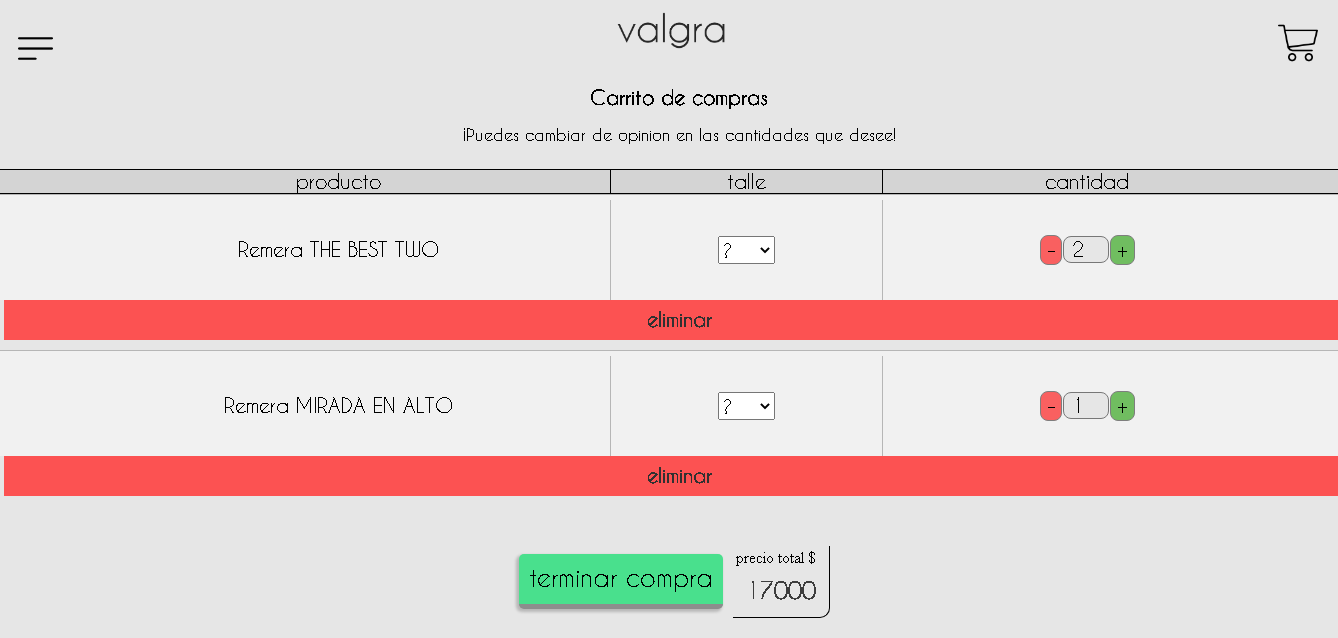 valgra
Carrito de compras
¡Puedes cambiar de opinion en las cantidades que desee!
producto talle cantidad
Remera THE BEST TWO ? - 2 +
eliminar
Remera MIRADA EN ALTO ? - 1 +
eliminar
terminar compra
precio total $
17000